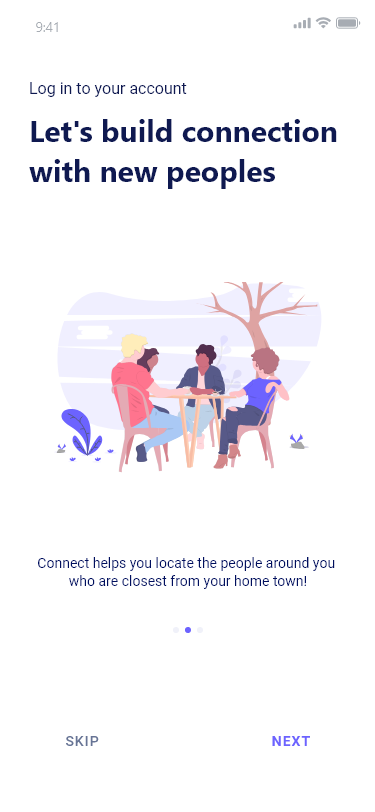 9:41
Log in to your account
Let's build connection
with new peoples
Connect helps you locate the people around you
who are closest from your home town!
SKIP NEXT